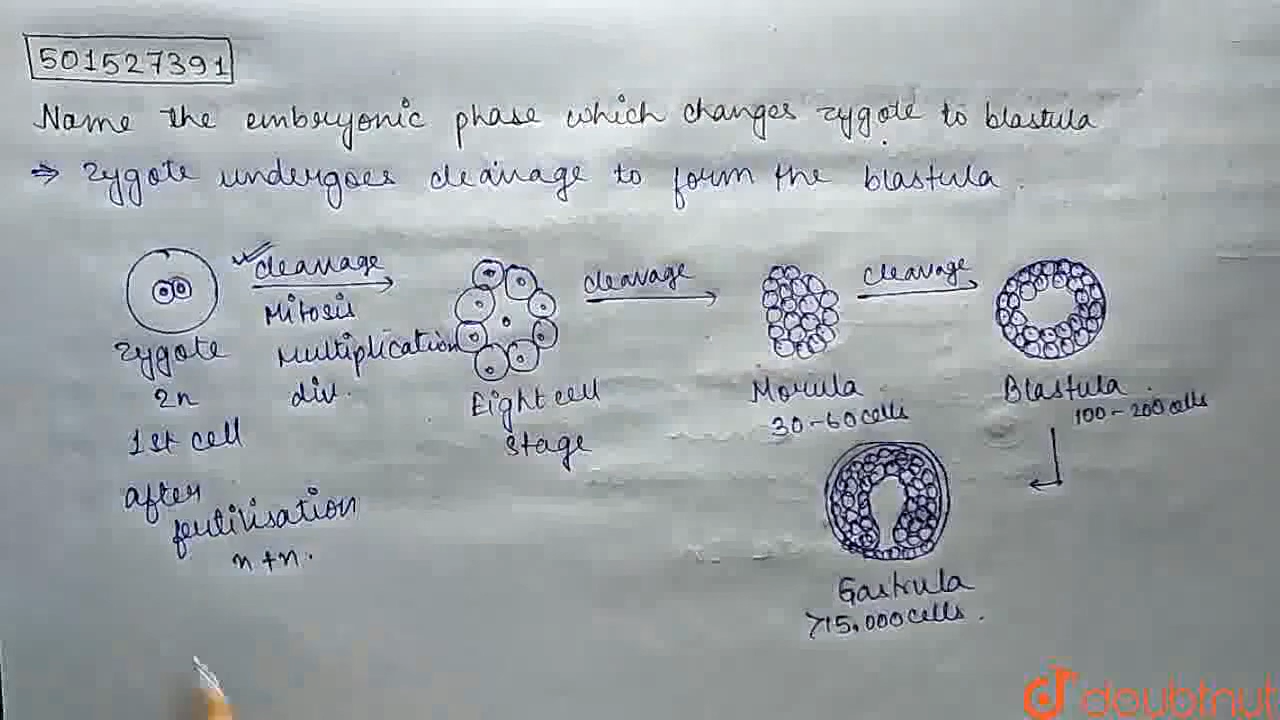 501527391
Name the embryonic phase which changes zygote to blastula
⇒ zygote undergoes cleavage to form the blastula.
cleavage
Mitosis
Multiplication
div.
cleavage
cleavage
zygote
2n
1st cell
after
fertilisation
n+n.
Eight cell
stage
Morula
30-60 cells
Blastula
100-200 cells
Gastrula
>15,000 cells.
doubtnut